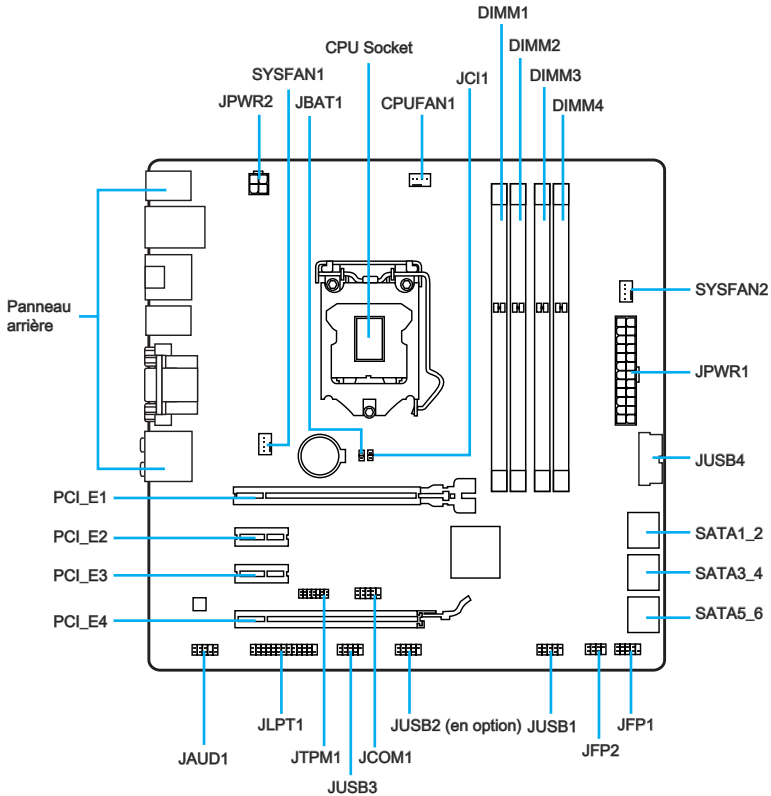 DIMM1
DIMM2
CPU Socket
DIMM3
SYSFAN1
JCI1
JPWR2
JBAT1
CPUFAN1
DIMM4
Panneau
arrière
SYSFAN2
JPWR1
JUSB4
PCI_E1
PCI_E2
SATA1_2
PCI_E3
SATA3_4
PCI_E4
SATA5_6
JLPT1
JUSB2 (en option)
JUSB1
JFP1
JAUD1
JTPM1
JCOM1
JFP2
JUSB3